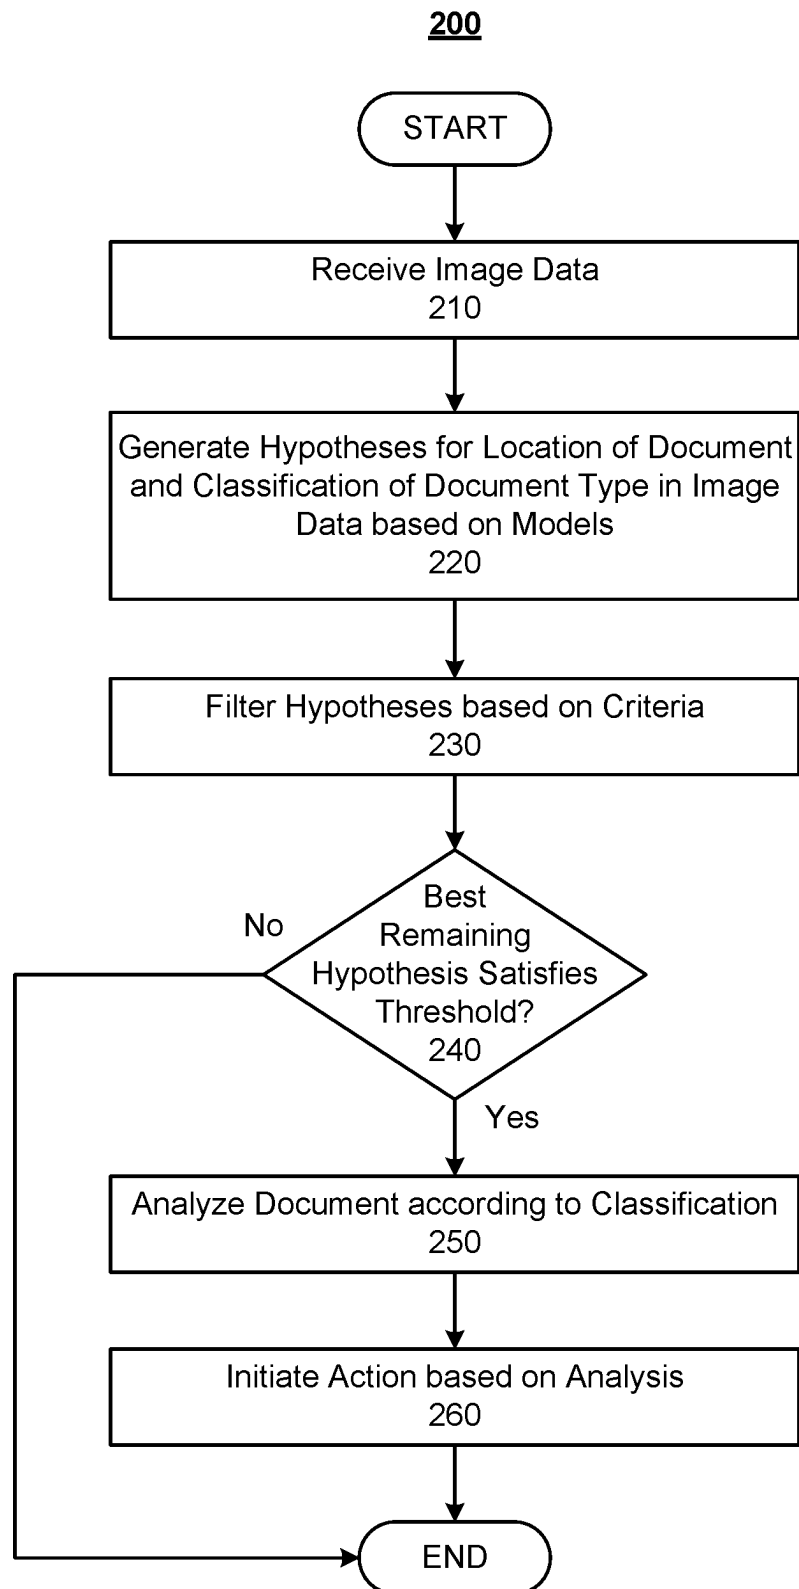 200
START
Receive Image Data
210
Generate Hypotheses for Location of Document
and Classification of Document Type in Image
Data based on Models
220
Filter Hypotheses based on Criteria
230
Best
Remaining
Hypothesis Satisfies
Threshold?
240
No
Yes
Analyze Document according to Classification
250
Initiate Action based on Analysis
260
END